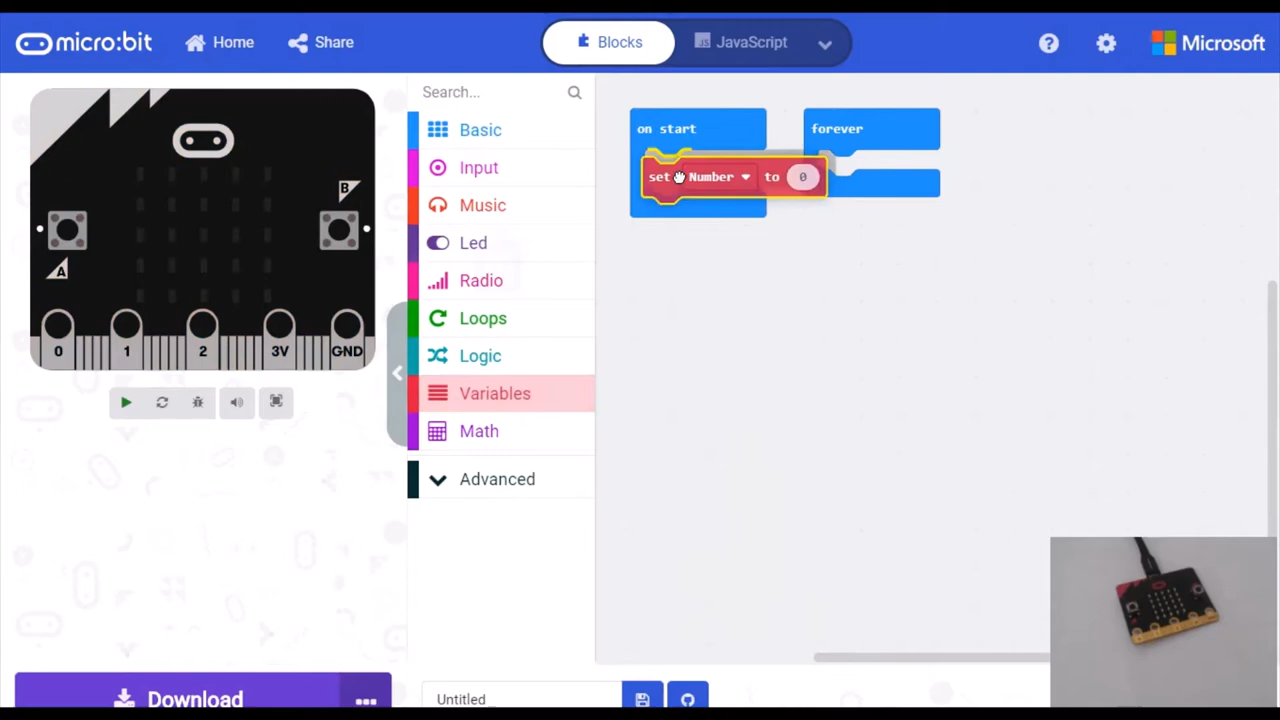 micro:bit
Home
Share
Blocks
JS JavaScript
?
Microsoft
Search...
Basic
Input
Music
Led
Radio
Loops
Logic
Variables
Math
Advanced
on start
forever
set Number to 0
B
A
0 1 2 3V GND
Download ...
Untitled